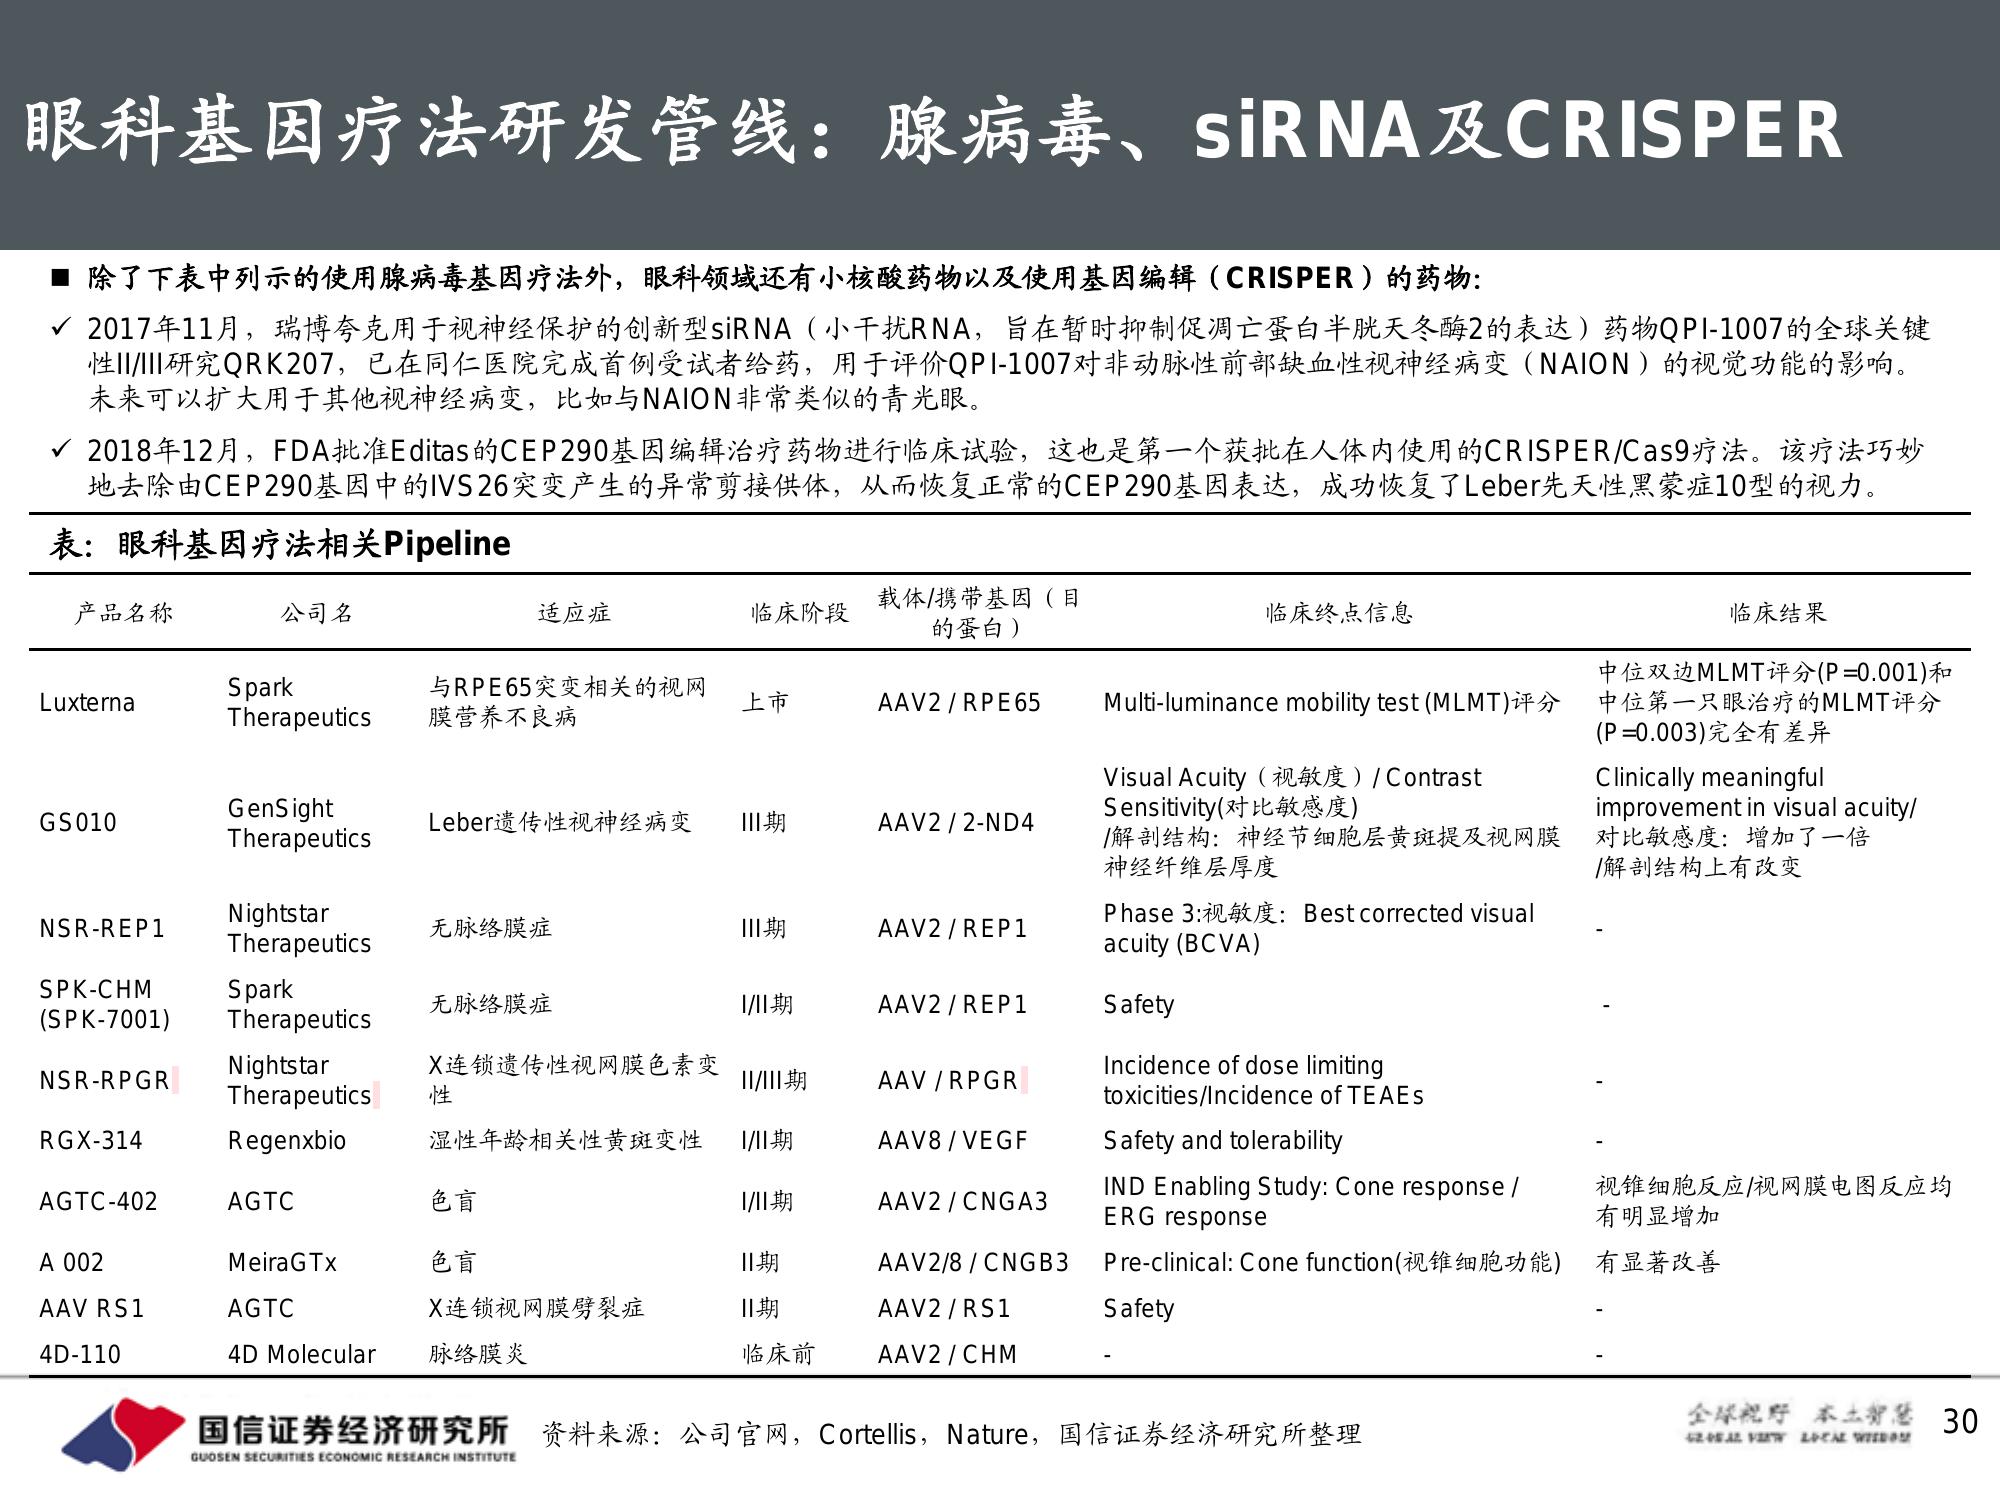 眼科基因疗法研发管线：腺病毒、siRNA及CRISPER
■ 除了下表中列示的使用腺病毒基因疗法外，眼科领域还有小核酸药物以及使用基因编辑（CRISPER）的药物：
✓ 2017年11月，瑞博夸克用于视神经保护的创新型siRNA（小干扰RNA，旨在暂时抑制促凋亡蛋白半胱天冬酶2的表达）药物QPI-1007的全球关键
性II/III研究QRK207，已在同仁医院完成首例受试者给药，用于评价QPI-1007对非动脉性前部缺血性视神经病变（NAION）的视觉功能的影响。
未来可以扩大用于其他视神经病变，比如与NAION非常类似的青光眼。
✓ 2018年12月，FDA批准Editas的CEP290基因编辑治疗药物进行临床试验，这也是第一个获批在人体内使用的CRISPER/Cas9疗法。该疗法巧妙
地去除由CEP290基因中的IVS26突变产生的异常剪接供体，从而恢复正常的CEP290基因表达，成功恢复了Leber先天性黑蒙症10型的视力。
表：眼科基因疗法相关Pipeline
产品名称 公司名 适应症 临床阶段 载体/携带基因（目
的蛋白） 临床终点信息 临床结果
Luxterna
Spark
Therapeutics
与RPE65突变相关的视网
膜营养不良病
上市
AAV2 / RPE65
Multi-luminance mobility test (MLMT)评分
中位双边MLMT评分(P=0.001)和
中位第一只眼治疗的MLMT评分
(P=0.003)完全有差异
GS010
GenSight
Therapeutics
Leber遗传性视神经病变
III期
AAV2 / 2-ND4
Visual Acuity（视敏度）/ Contrast
Sensitivity(对比敏感度)
/解剖结构：神经节细胞层黄斑提及视网膜
神经纤维层厚度
Clinically meaningful
improvement in visual acuity/
对比敏感度：增加了一倍
/解剖结构上有改变
NSR-REP1
Nightstar
Therapeutics
无脉络膜症
III期
AAV2 / REP1
Phase 3:视敏度：Best corrected visual
acuity (BCVA)
-
SPK-CHM
(SPK-7001)
Spark
Therapeutics
无脉络膜症
I/II期
AAV2 / REP1
Safety
-
NSR-RPGR
Nightstar
Therapeutics
X连锁遗传性视网膜色素变
性
II/III期
AAV / RPGR
Incidence of dose limiting
toxicities/Incidence of TEAEs
-
RGX-314
Regenxbio
湿性年龄相关性黄斑变性
I/II期
AAV8 / VEGF
Safety and tolerability
-
AGTC-402
AGTC
色盲
I/II期
AAV2 / CNGA3
IND Enabling Study: Cone response /
ERG response
视锥细胞反应/视网膜电图反应均
有明显增加
A 002
MeiraGTx
色盲
II期
AAV2/8 / CNGB3
Pre-clinical: Cone function(视锥细胞功能)
有显著改善
AAV RS1
AGTC
X连锁视网膜劈裂症
II期
AAV2 / RS1
Safety
-
4D-110
4D Molecular
脉络膜炎
临床前
AAV2 / CHM
-
-
国信证券经济研究所
GUOSEN SECURITIES ECONOMIC RESEARCH INSTITUTE
资料来源：公司官网，Cortellis，Nature，国信证券经济研究所整理
全球视野 本土智慧
GLOBAL VIEW LOCAL WISDOM
30